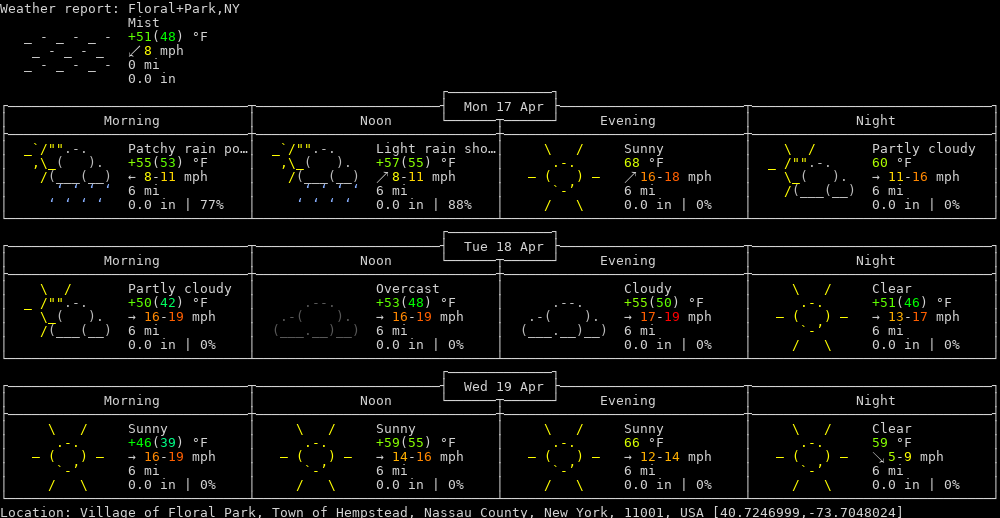 Weather report: Floral+Park,NY
Mist
+51(48) °F
↙ 8 mph
0 mi
0.0 in
Mon 17 Apr
Morning Noon Evening Night
Patchy rain po… Light rain sho… Sunny Partly cloudy
+55(53) °F +57(55) °F 68 °F 60 °F
← 8-11 mph ↗ 8-11 mph ↗ 16-18 mph → 11-16 mph
6 mi 6 mi 6 mi 6 mi
0.0 in | 77% 0.0 in | 88% 0.0 in | 0% 0.0 in | 0%
Tue 18 Apr
Morning Noon Evening Night
Partly cloudy Overcast Cloudy Clear
+50(42) °F +53(48) °F +55(50) °F +51(46) °F
→ 16-19 mph → 16-19 mph → 17-19 mph → 13-17 mph
6 mi 6 mi 6 mi 6 mi
0.0 in | 0% 0.0 in | 0% 0.0 in | 0% 0.0 in | 0%
Wed 19 Apr
Morning Noon Evening Night
Sunny Sunny Sunny Clear
+46(39) °F +59(55) °F 66 °F 59 °F
→ 16-19 mph → 14-16 mph → 12-14 mph ↘ 5-9 mph
6 mi 6 mi 6 mi 6 mi
0.0 in | 0% 0.0 in | 0% 0.0 in | 0% 0.0 in | 0%
Location: Village of Floral Park, Town of Hempstead, Nassau County, New York, 11001, USA [40.7246999,-73.7048024]